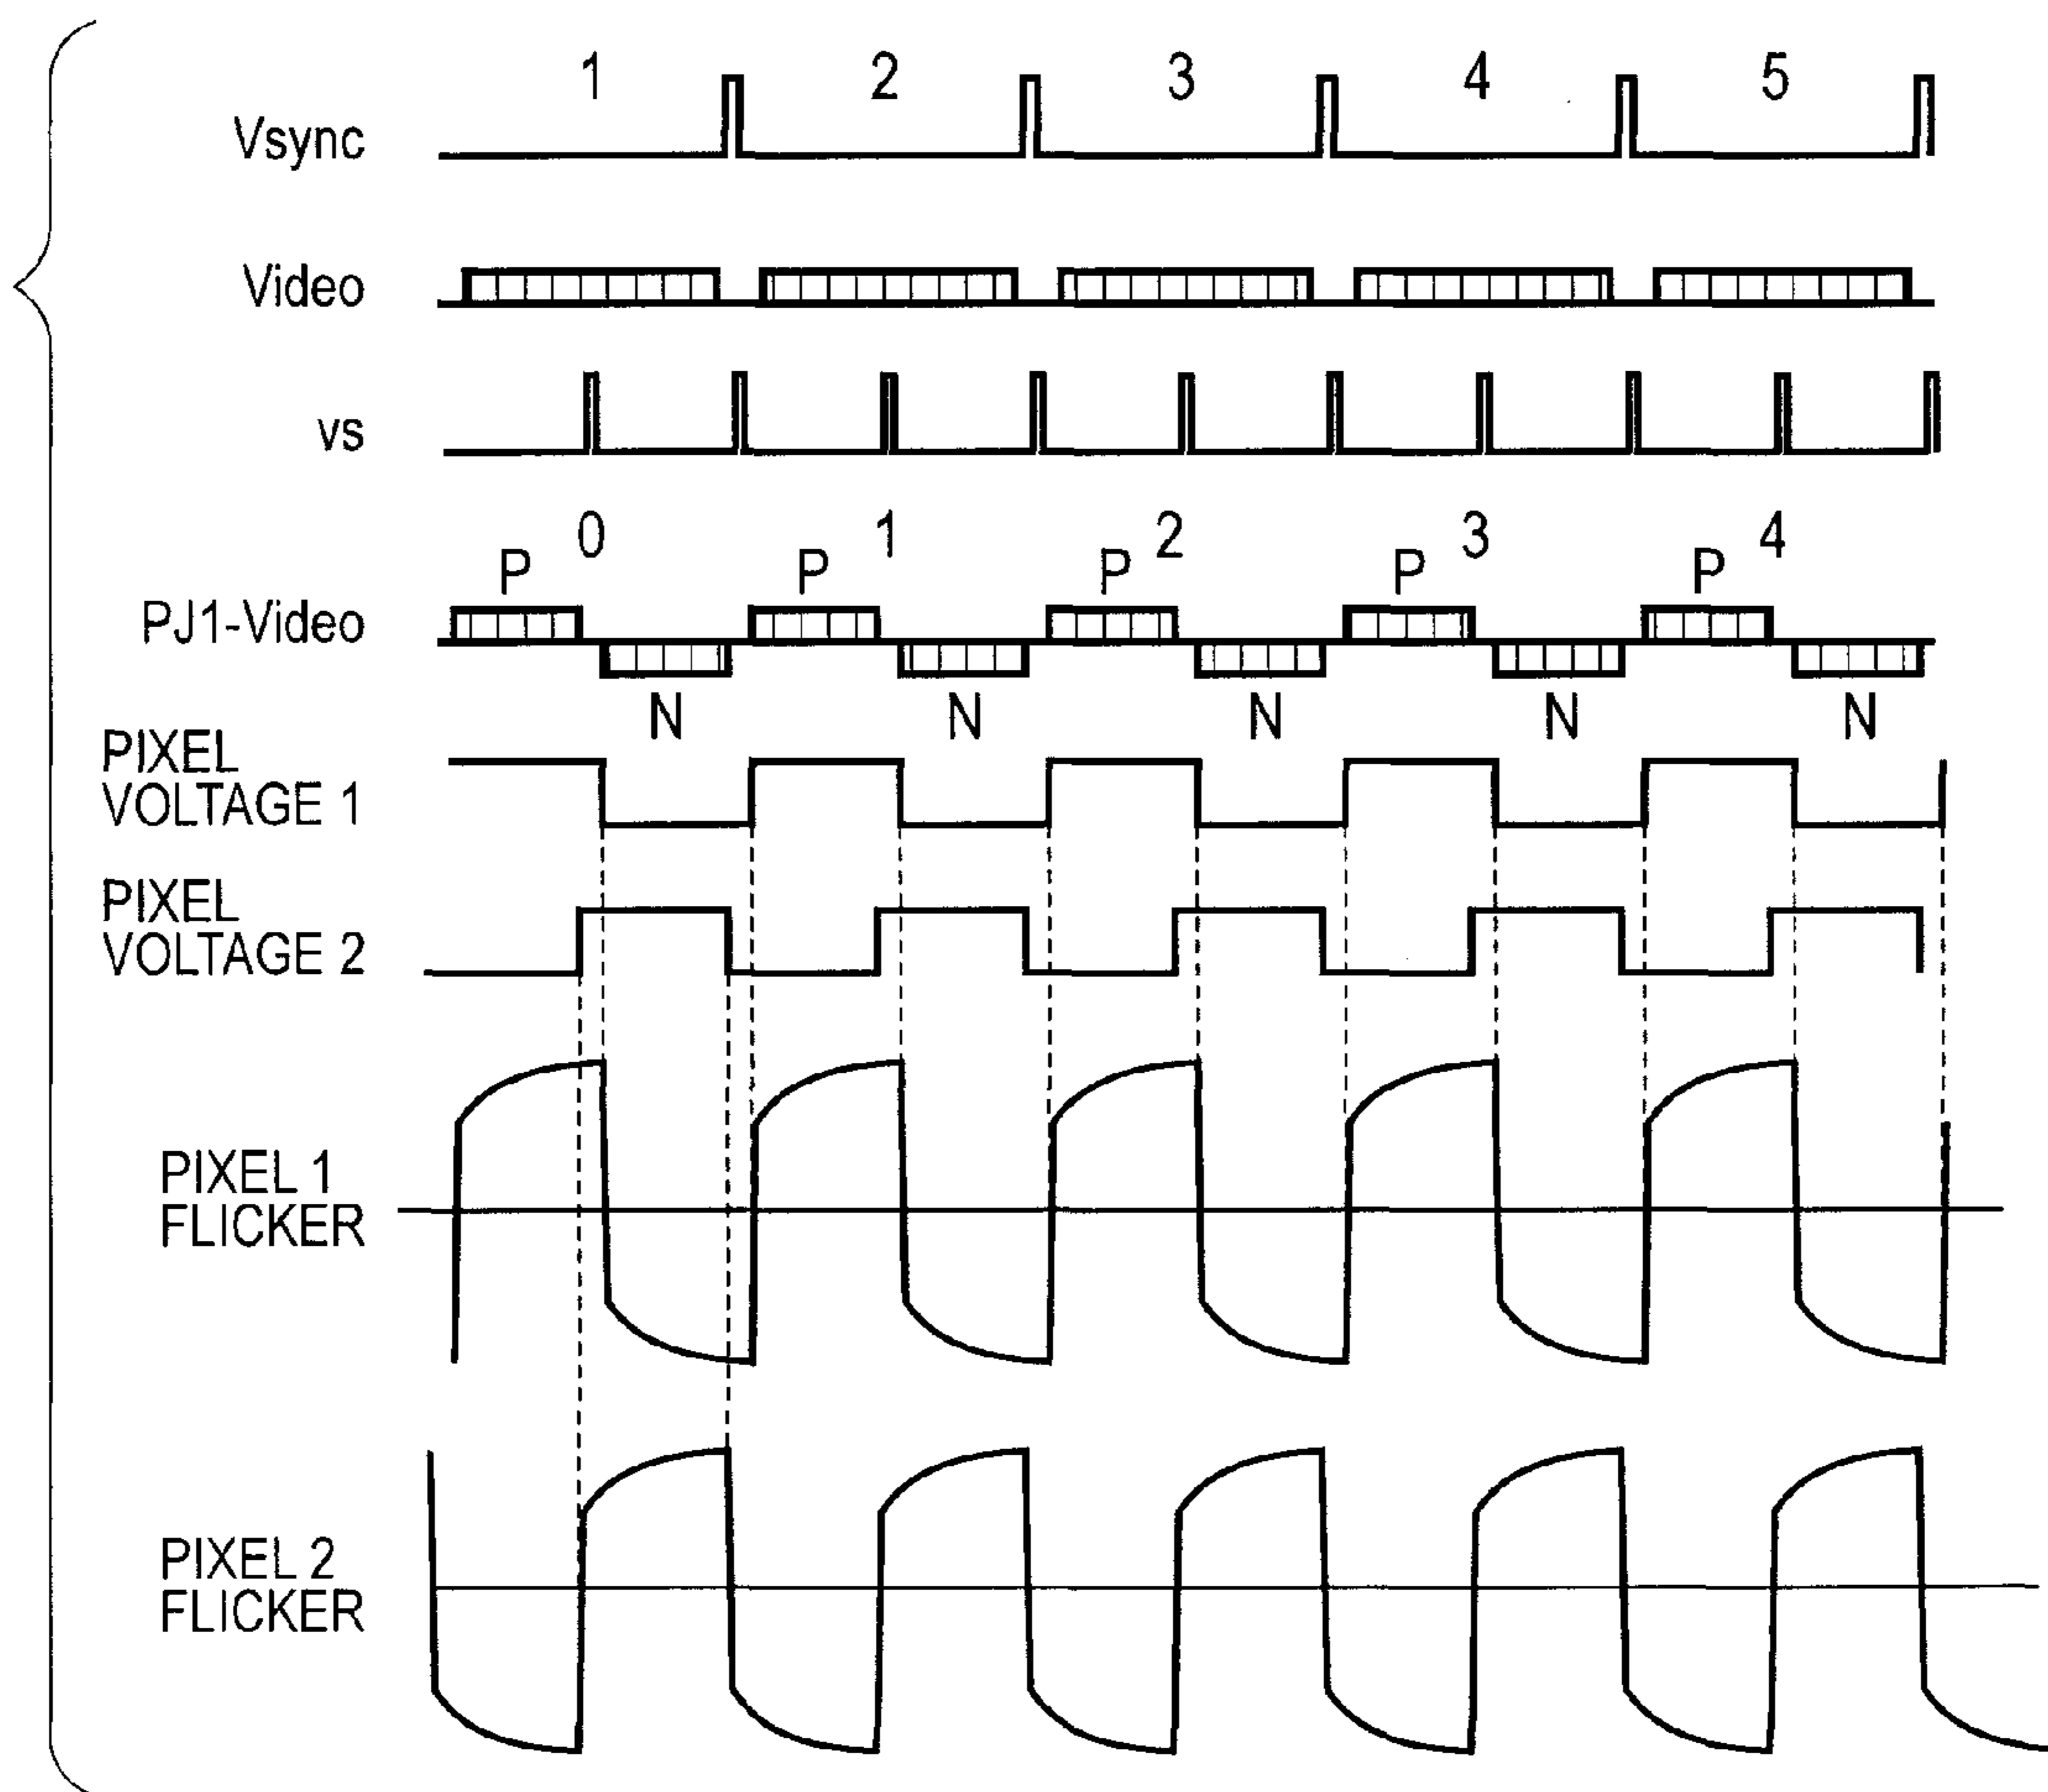 1 2 3 4 5
Vsync
Video
vs
0 1 2 3 4
P P P P P
PJ1-Video
N N N N N
PIXEL
VOLTAGE 1
PIXEL
VOLTAGE 2
PIXEL 1
FLICKER
PIXEL 2
FLICKER